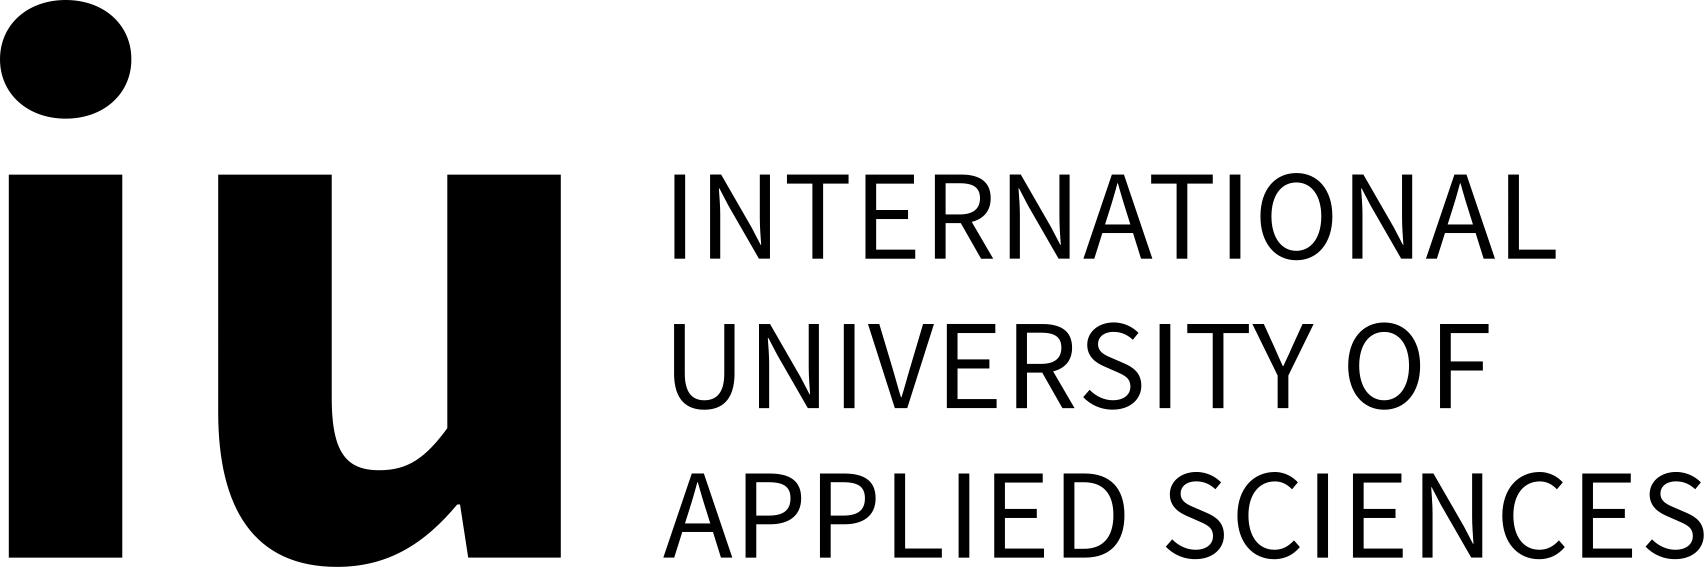 iu
INTERNATIONAL
UNIVERSITY OF
APPLIED SCIENCES